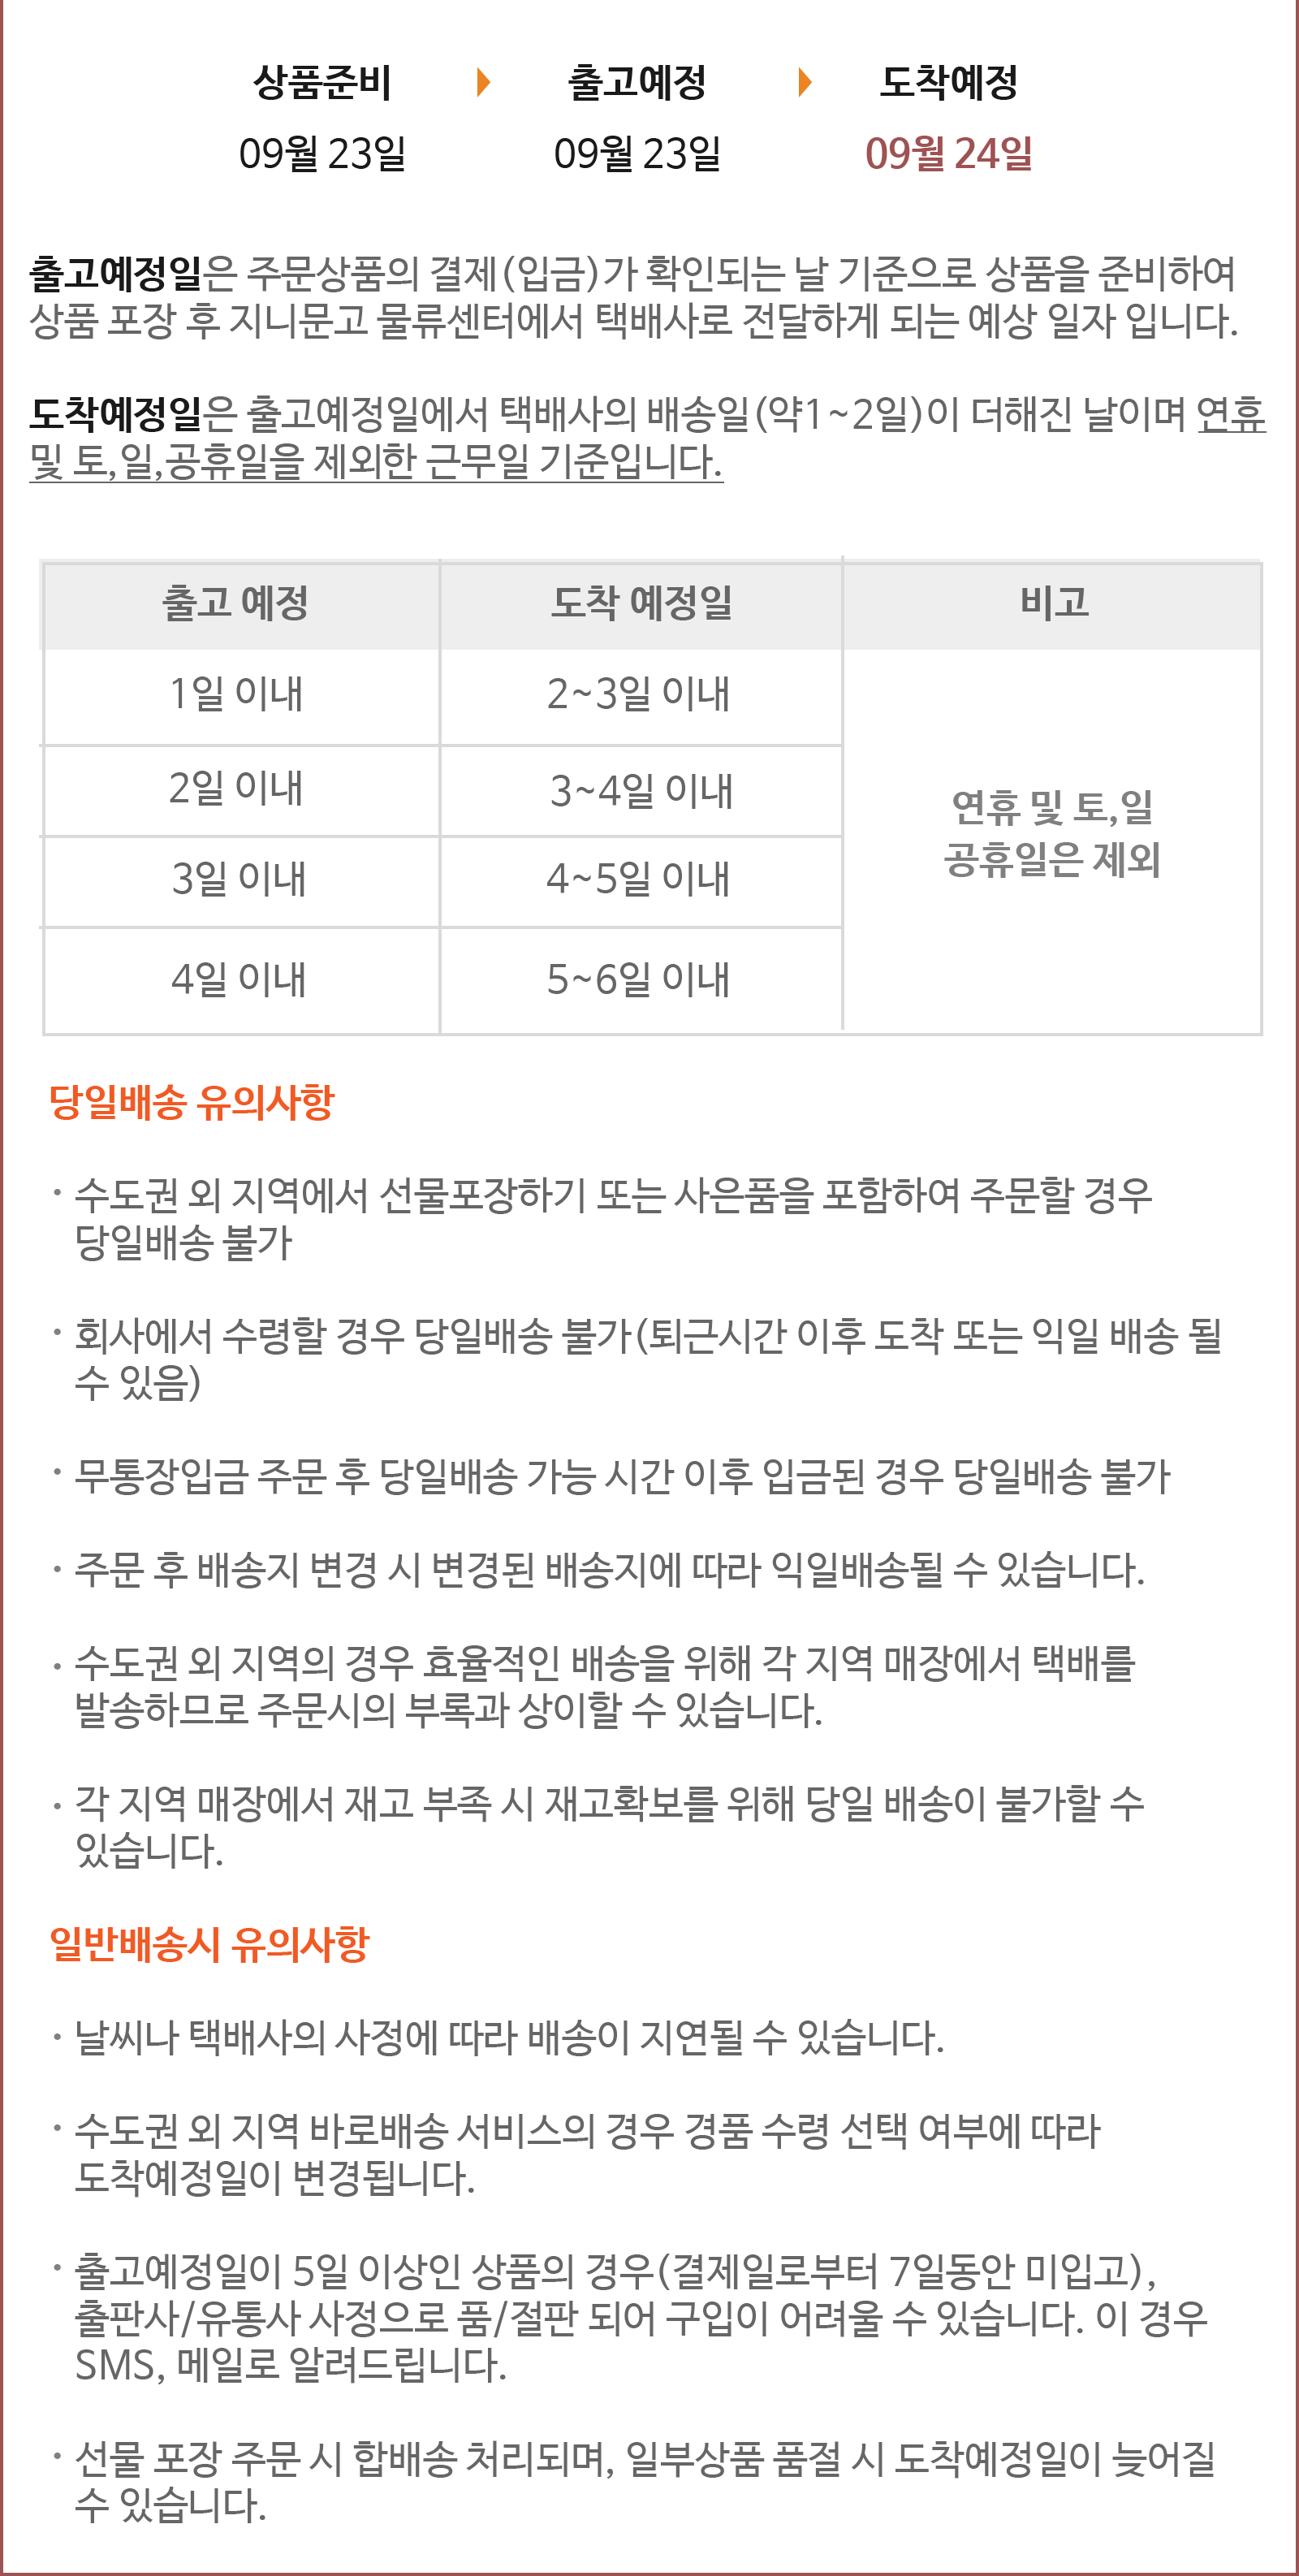 상품준비 출고예정 도착예정
09월 23일 09월 23일 09월 24일
출고예정일은 주문상품의 결제(입금)가 확인되는 날 기준으로 상품을 준비하여
상품 포장 후 지니문고 물류센터에서 택배사로 전달하게 되는 예상 일자 입니다.
도착예정일은 출고예정일에서 택배사의 배송일(약1~2일)이 더해진 날이며 연휴
및 토,일,공휴일을 제외한 근무일 기준입니다.
출고 예정 도착 예정일 비고
1일 이내 2~3일 이내
2일 이내 3~4일 이내
연휴 및 토,일
공휴일은 제외
3일 이내 4~5일 이내
4일 이내 5~6일 이내
당일배송 유의사항
· 수도권 외 지역에서 선물포장하기 또는 사은품을 포함하여 주문할 경우
당일배송 불가
· 회사에서 수령할 경우 당일배송 불가(퇴근시간 이후 도착 또는 익일 배송 될
수 있음)
· 무통장입금 주문 후 당일배송 가능 시간 이후 입금된 경우 당일배송 불가
· 주문 후 배송지 변경 시 변경된 배송지에 따라 익일배송될 수 있습니다.
· 수도권 외 지역의 경우 효율적인 배송을 위해 각 지역 매장에서 택배를
발송하므로 주문시의 부록과 상이할 수 있습니다.
· 각 지역 매장에서 재고 부족 시 재고확보를 위해 당일 배송이 불가할 수
있습니다.
일반배송시 유의사항
· 날씨나 택배사의 사정에 따라 배송이 지연될 수 있습니다.
· 수도권 외 지역 바로배송 서비스의 경우 경품 수령 선택 여부에 따라
도착예정일이 변경됩니다.
· 출고예정일이 5일 이상인 상품의 경우(결제일로부터 7일동안 미입고),
출판사/유통사 사정으로 품/절판 되어 구입이 어려울 수 있습니다. 이 경우
SMS, 메일로 알려드립니다.
· 선물 포장 주문 시 합배송 처리되며, 일부상품 품절 시 도착예정일이 늦어질
수 있습니다.